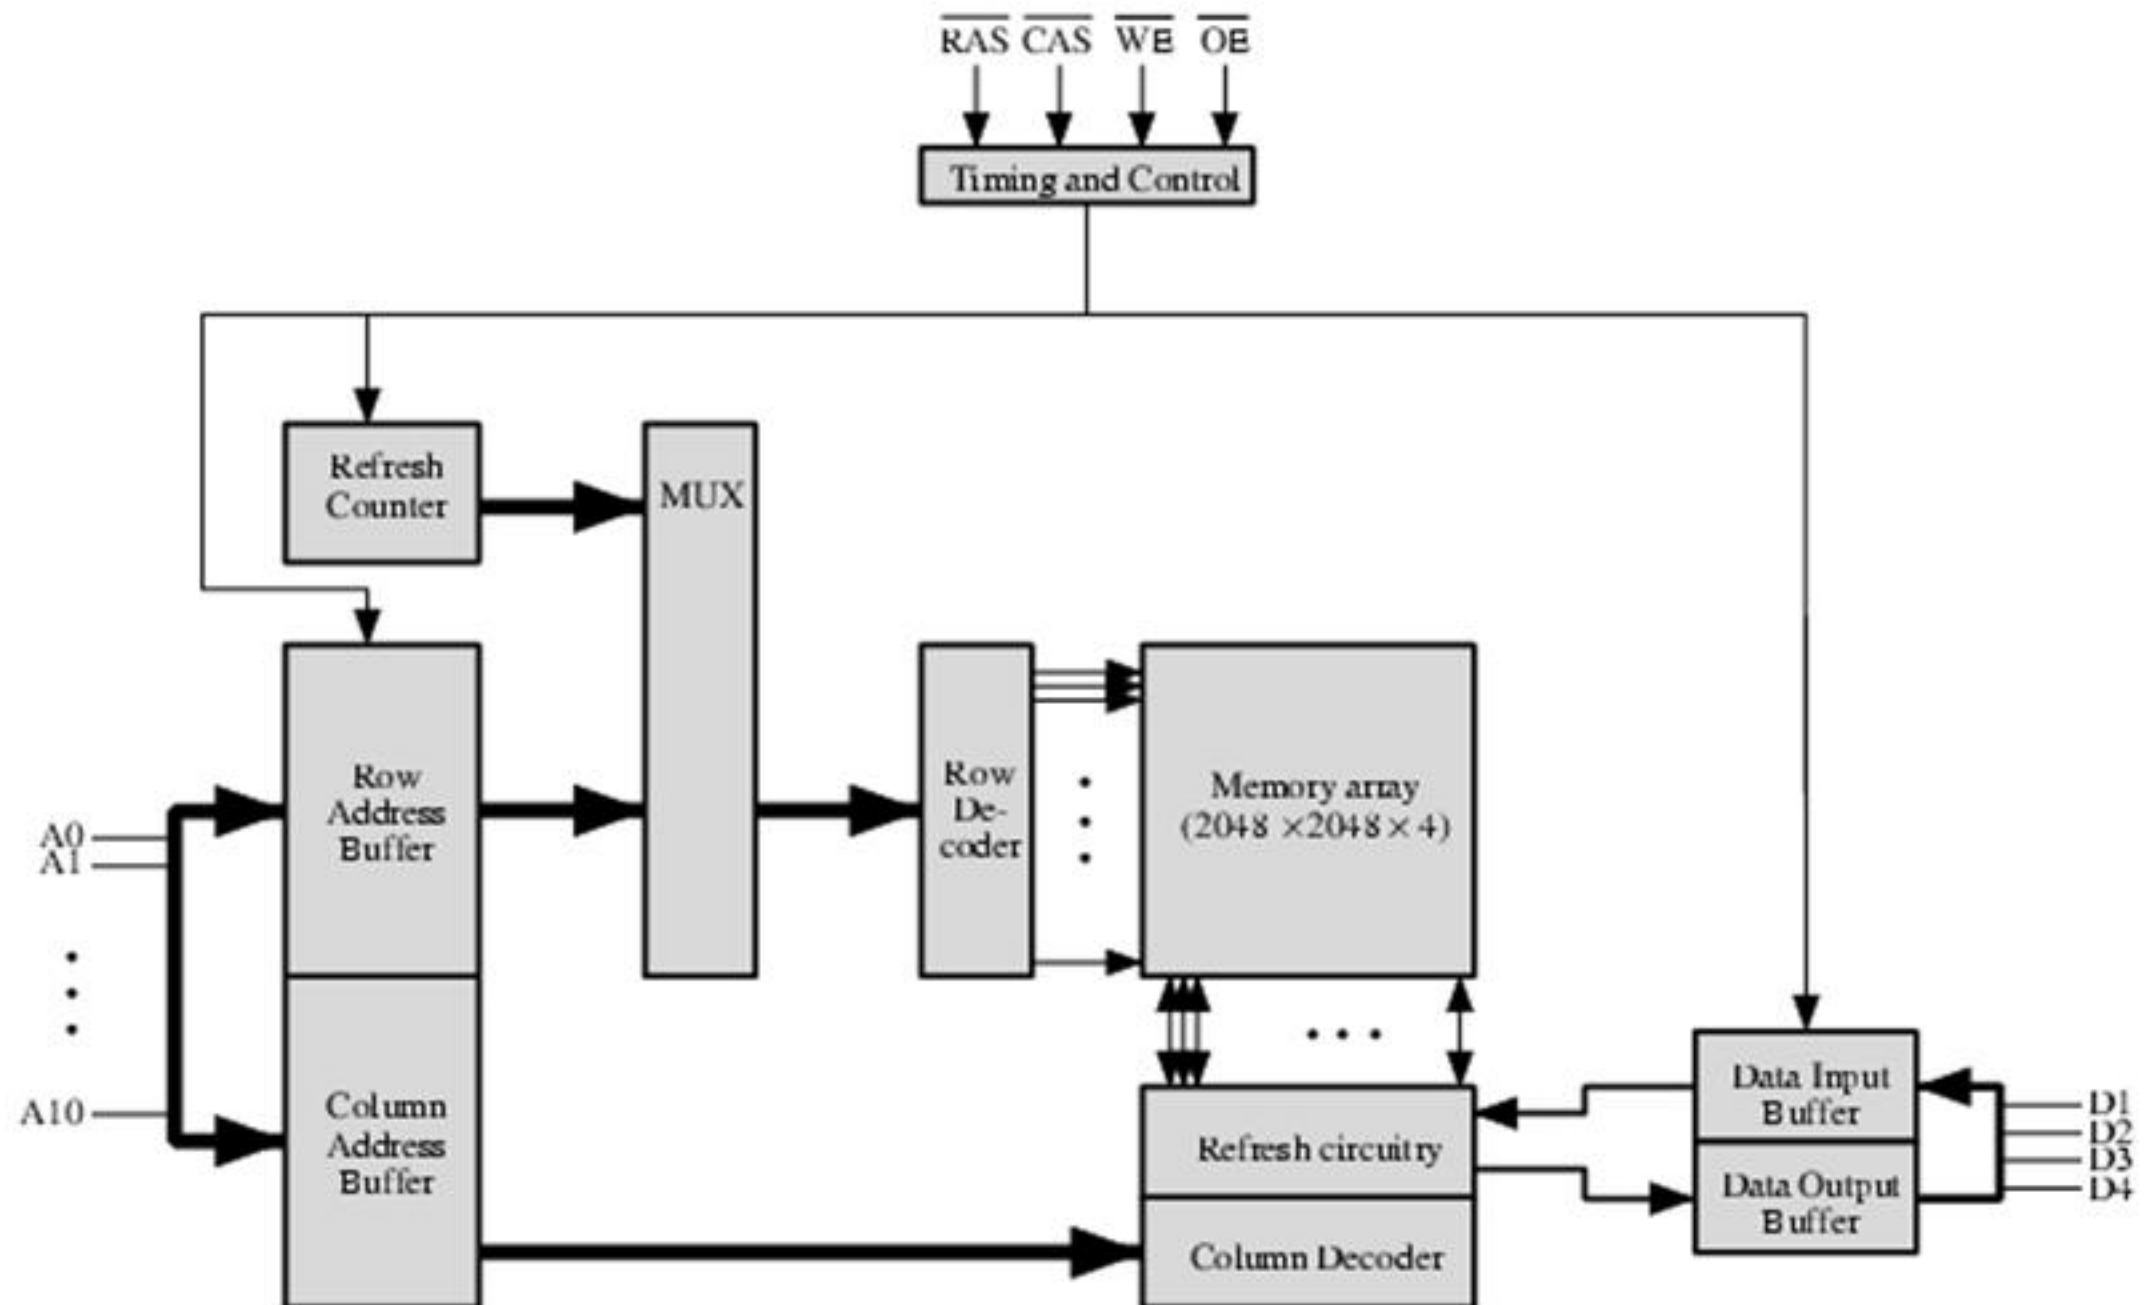 RAS CAS WE OE
Timing and Control
Refresh
Counter
MUX
Row
Address
Buffer
Row
De-
coder
Memory array
(2048 ×2048× 4)
A0
A1
A10
Column
Address
Buffer
Refresh circuitry
Column Decoder
Data Input
Buffer
Data Output
Buffer
D1
D2
D3
D4